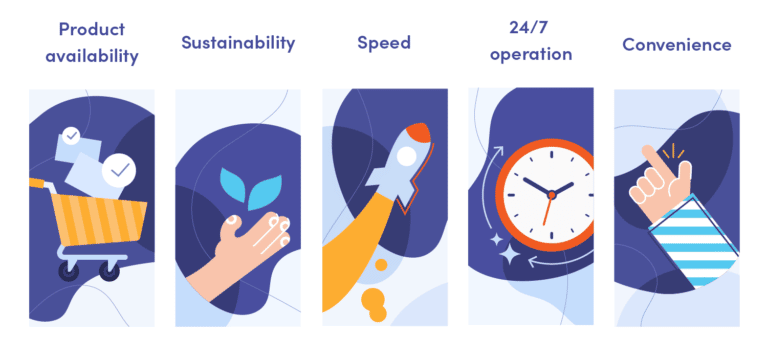 Product
availability
Sustainability
Speed
24/7
operation
Convenience